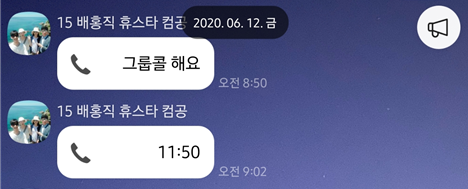 15 배홍직 휴스타 컴공
2020. 06. 12. 금
그룹콜 해요
오전 8:50
15 배홍직 휴스타 컴공
11:50
오전 9:02